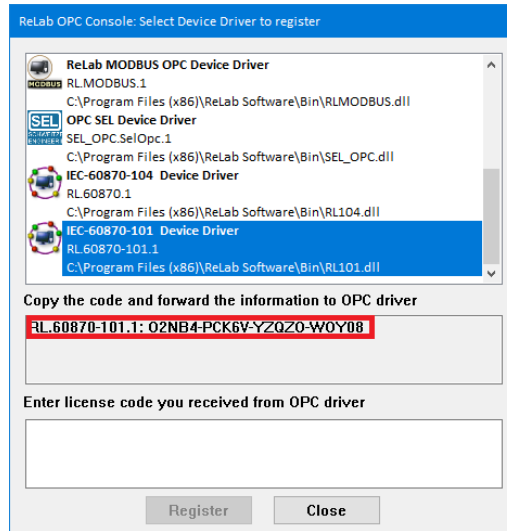 ReLab OPC Console: Select Device Driver to register
ReLab MODBUS OPC Device Driver
MODBUS RL.MODBUS.1
C:\Program Files (x86)\ReLab Software\Bin\RLMODBUS.dll
SEL OPC SEL Device Driver
SEL_OPC.SelOpc.1
C:\Program Files (x86)\ReLab Software\Bin\SEL_OPC.dll
IEC-60870-104 Device Driver
RL.60870.1
C:\Program Files (x86)\ReLab Software\Bin\RL104.dll
IEC-60870-101 Device Driver
RL.60870-101.1
C:\Program Files (x86)\ReLab Software\Bin\RL101.dll
Copy the code and forward the information to OPC driver
RL.60870-101.1: O2NB4-PCK6V-YZQZO-WOY08
Enter license code you received from OPC driver
Register Close